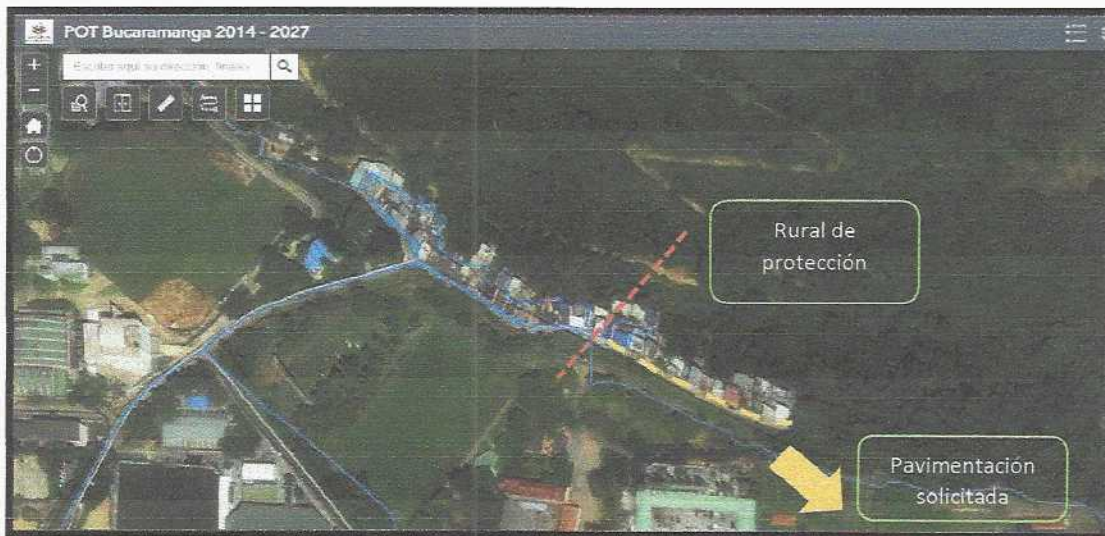 POT Bucaramanga 2014 - 2027
Rural de
protección
Pavimentación
solicitada